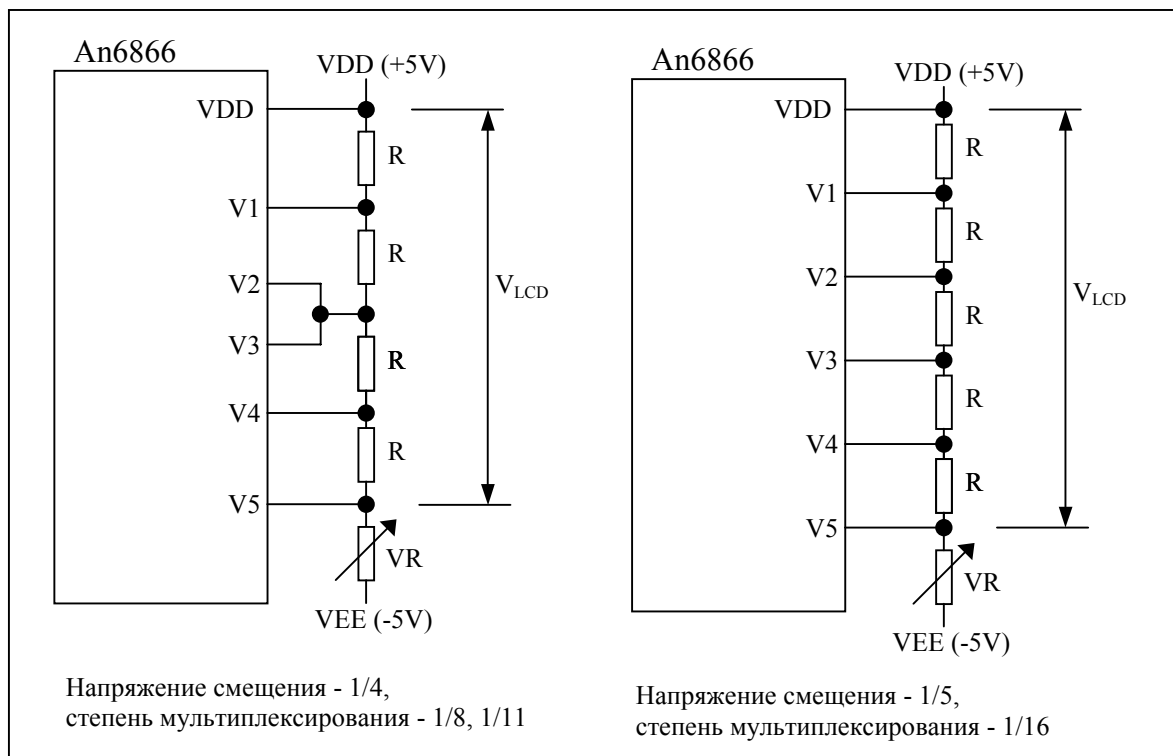 An6866
VDD (+5V)
VDD
R
V1
R
V2
V3
R
V4
R
V5
VR
VEE (-5V)
VLCD
Напряжение смещения - 1/4,
степень мультиплексирования - 1/8, 1/11
An6866
VDD (+5V)
VDD
R
V1
R
V2
R
V3
R
V4
R
V5
VR
VEE (-5V)
VLCD
Напряжение смещения - 1/5,
степень мультиплексирования - 1/16